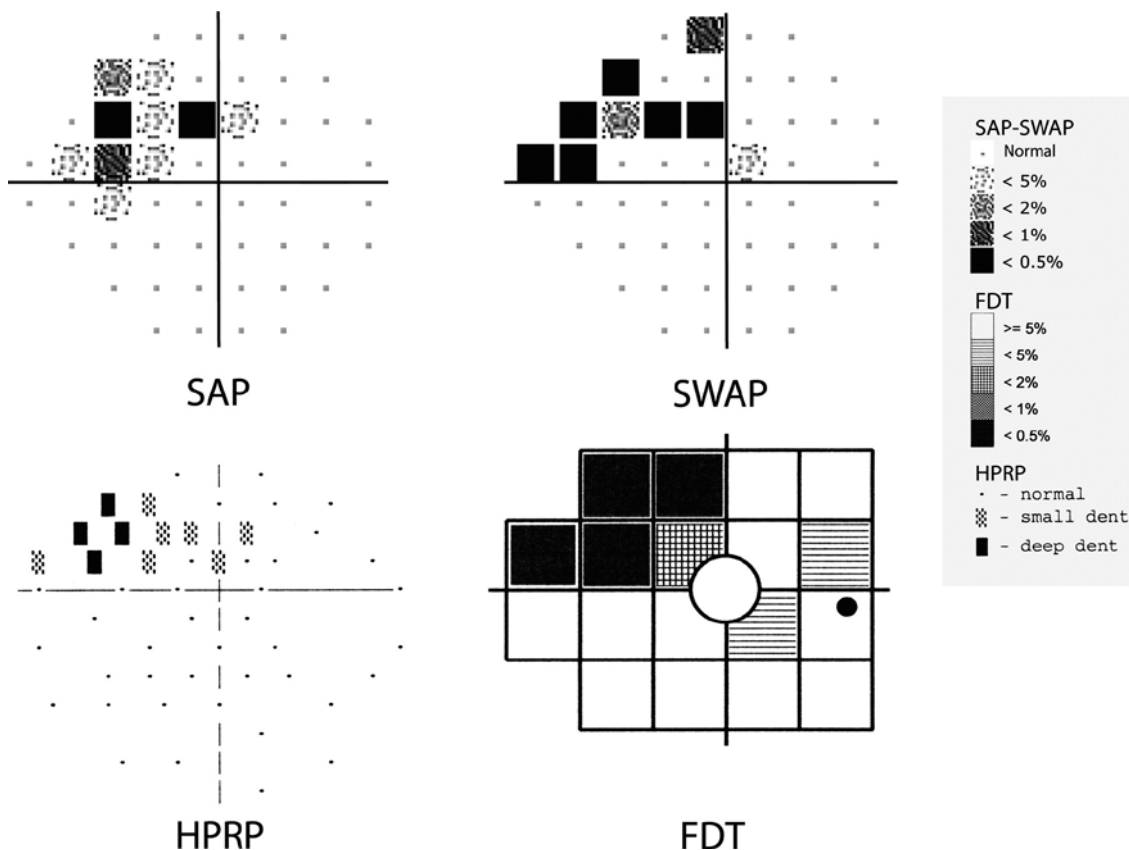 SAP
SWAP
HPRP
FDT
SAP-SWAP
Normal
< 5%
< 2%
< 1%
< 0.5%
FDT
>= 5%
< 5%
< 2%
< 1%
< 0.5%
HPRP
· - normal
- small dent
- deep dent